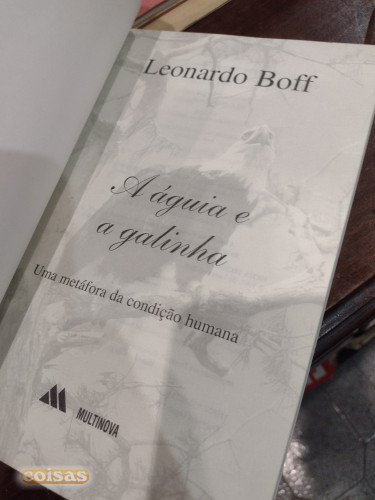 Leonardo Boff
A águia e
a galinha
Uma metáfora da condição humana
MULTINOVA
coisas